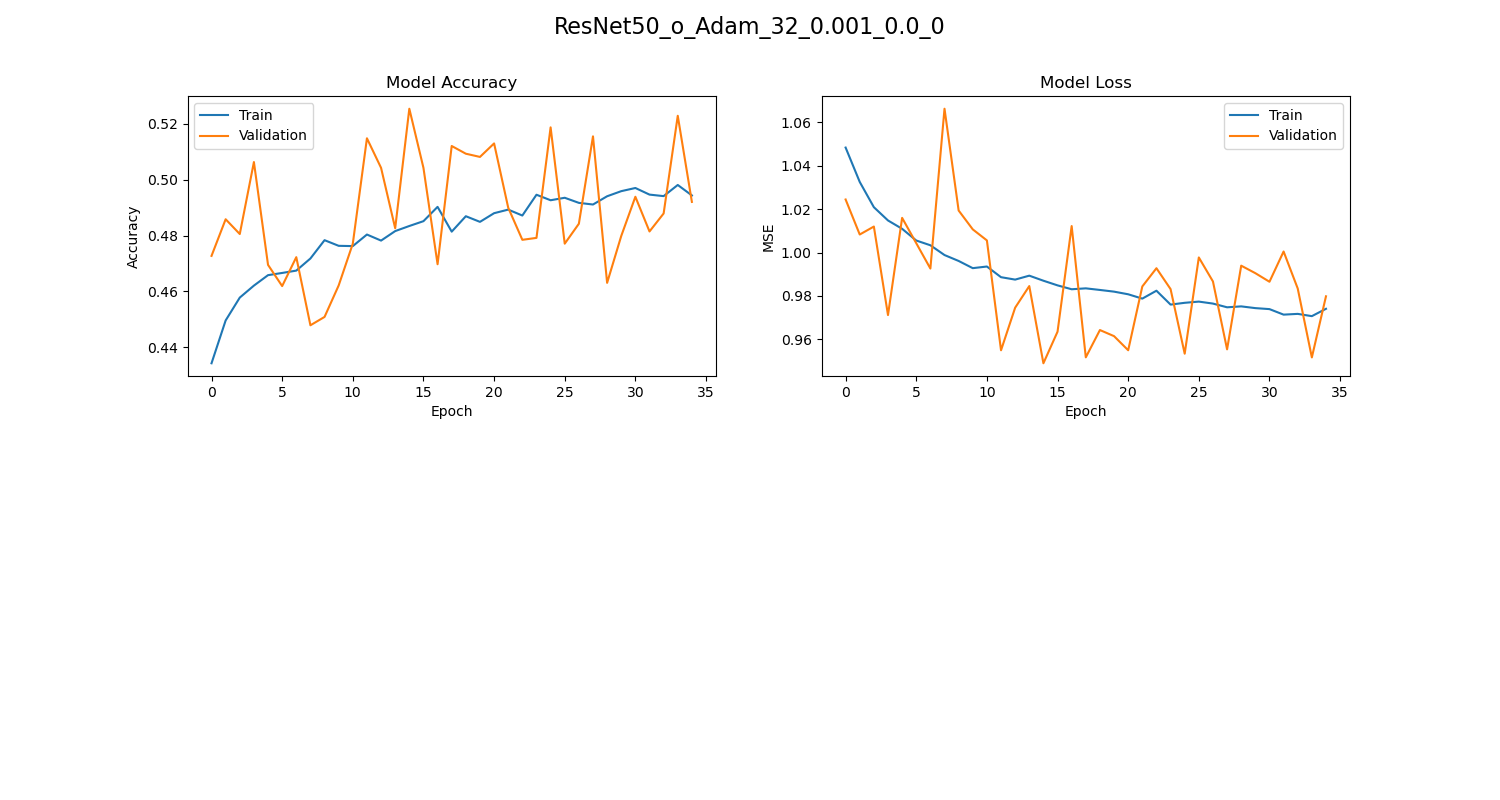 ResNet50_o_Adam_32_0.001_0.0_0
Model Accuracy
Train
Validation
0.52
0.50
0.48
0.46
0.44
Accuracy
0 5 10 15 20 25 30 35
Epoch
Model Loss
Train
Validation
1.06
1.04
1.02
1.00
0.98
0.96
MSE
0 5 10 15 20 25 30 35
Epoch